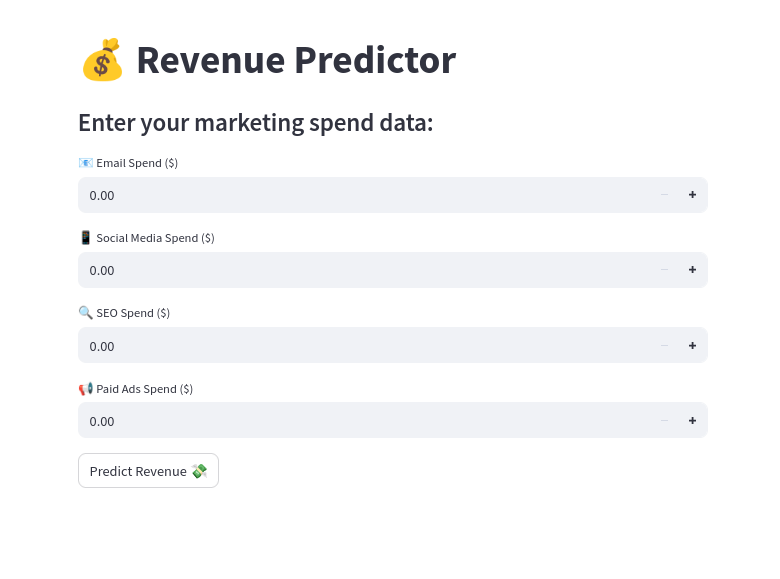 💰 Revenue Predictor
Enter your marketing spend data:
📧 Email Spend ($)
0.00
📱 Social Media Spend ($)
0.00
🔍 SEO Spend ($)
0.00
📢 Paid Ads Spend ($)
0.00
Predict Revenue 💸